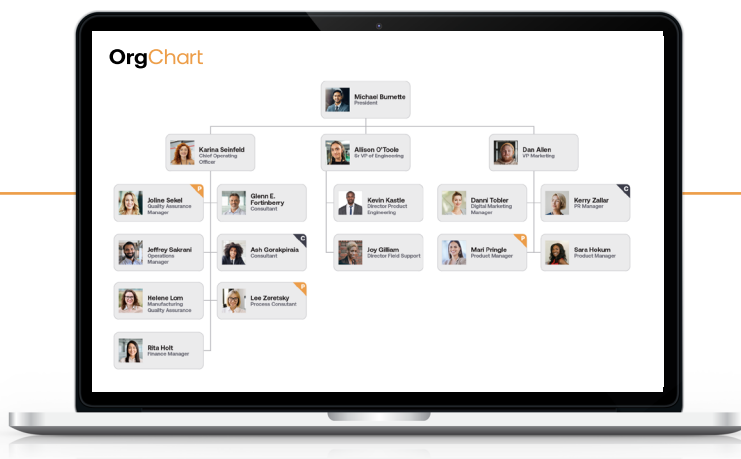 OrgChart
Michael Burnette
President
Karina Seinfeld
Chief Operating
Officer
Allison O'Toole
Sr VP of Engineering
Dan Allen
VP Marketing
P
Joline Sekel
Quality Assurance
Manager
Glenn E.
Fortinberry
Consultant
Kevin Kastle
Director Product
Engineering
Danni Tobler
Digital Marketing
Manager
C
Kerry Zallar
PR Manager
Jeffrey Sakrani
Operations
Manager
C
Ash Gorakpiraia
Consultant
Joy Gilliam
Director Field Support
P
Mari Pringle
Product Manager
Sara Hokum
Product Manager
Helene Lom
Manufacturing
Quality Assurance
P
Lee Zeretsky
Process Consutant
Rita Holt
Finance Manager